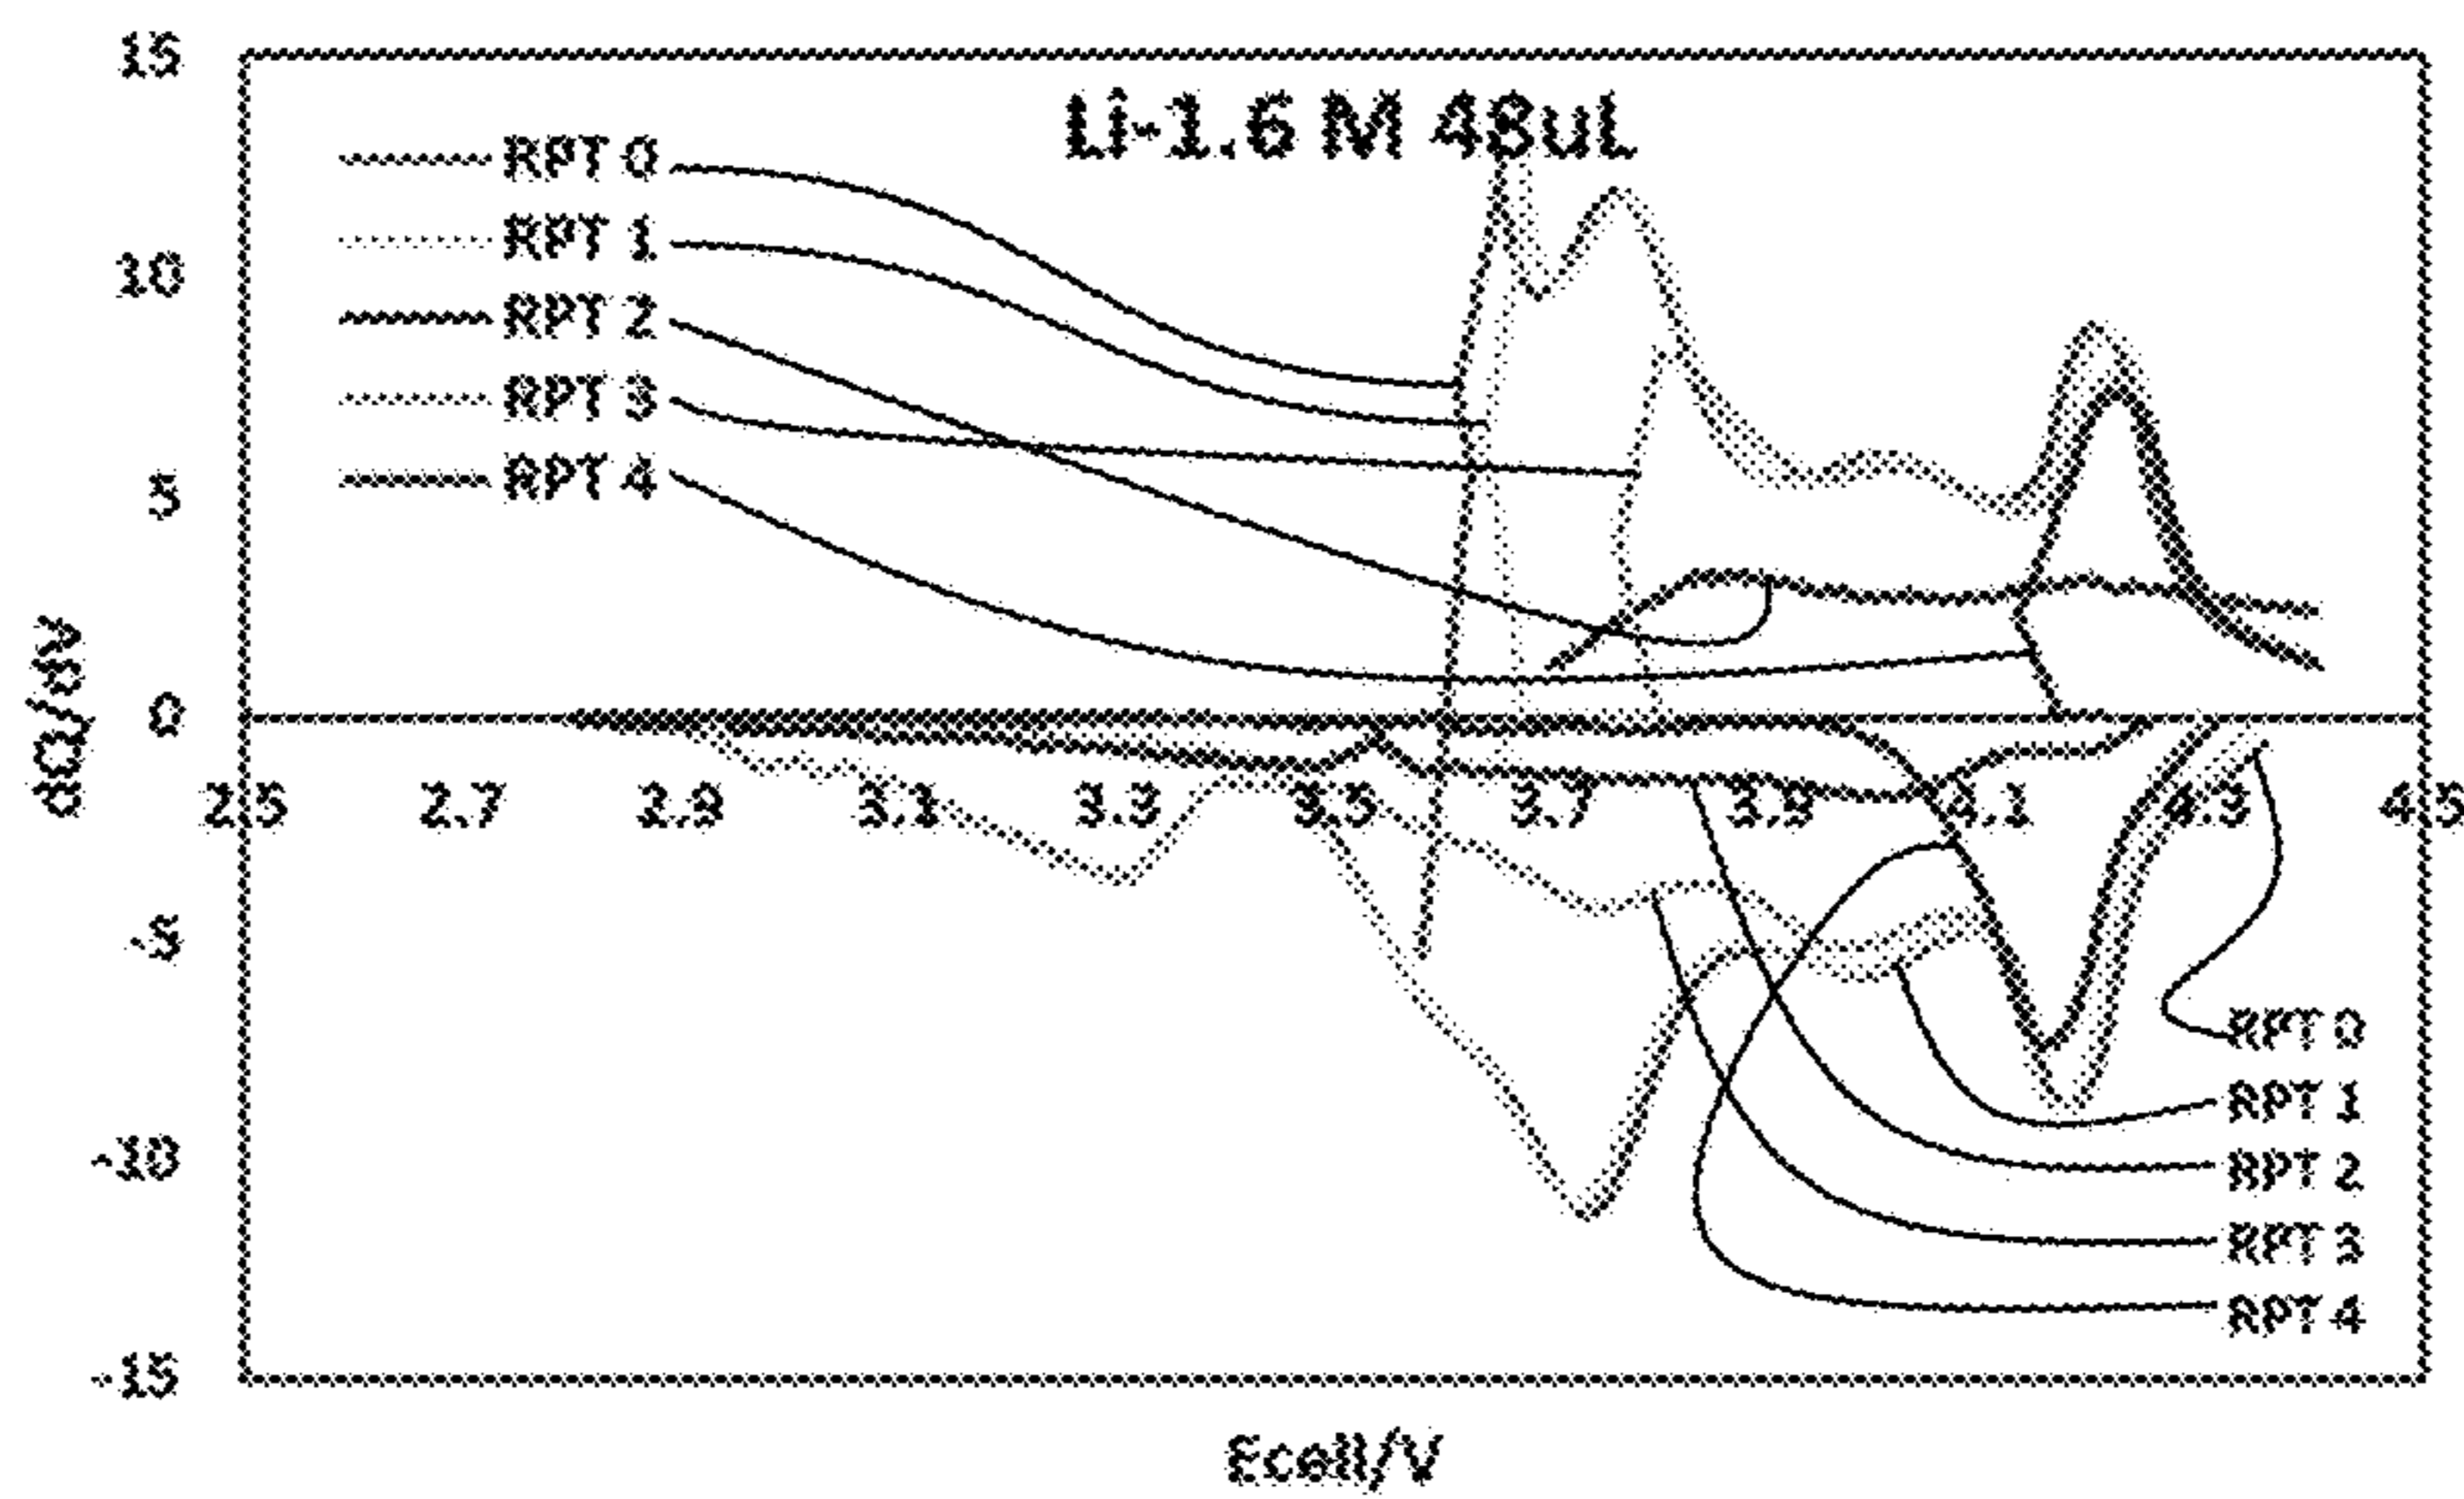 15
Li-1.6 M 48uL
RPT 0
RPT 1
10
RPT 2
RPT 3
5
RPT 4
dQ/dV
0
2.5 2.7 2.9 3.1 3.3 3.5 3.7 3.9 4.1 4.3 4.5
-5
RPT 0
RPT 1
-10
RPT 2
RPT 3
RPT 4
-15
Ecell/V